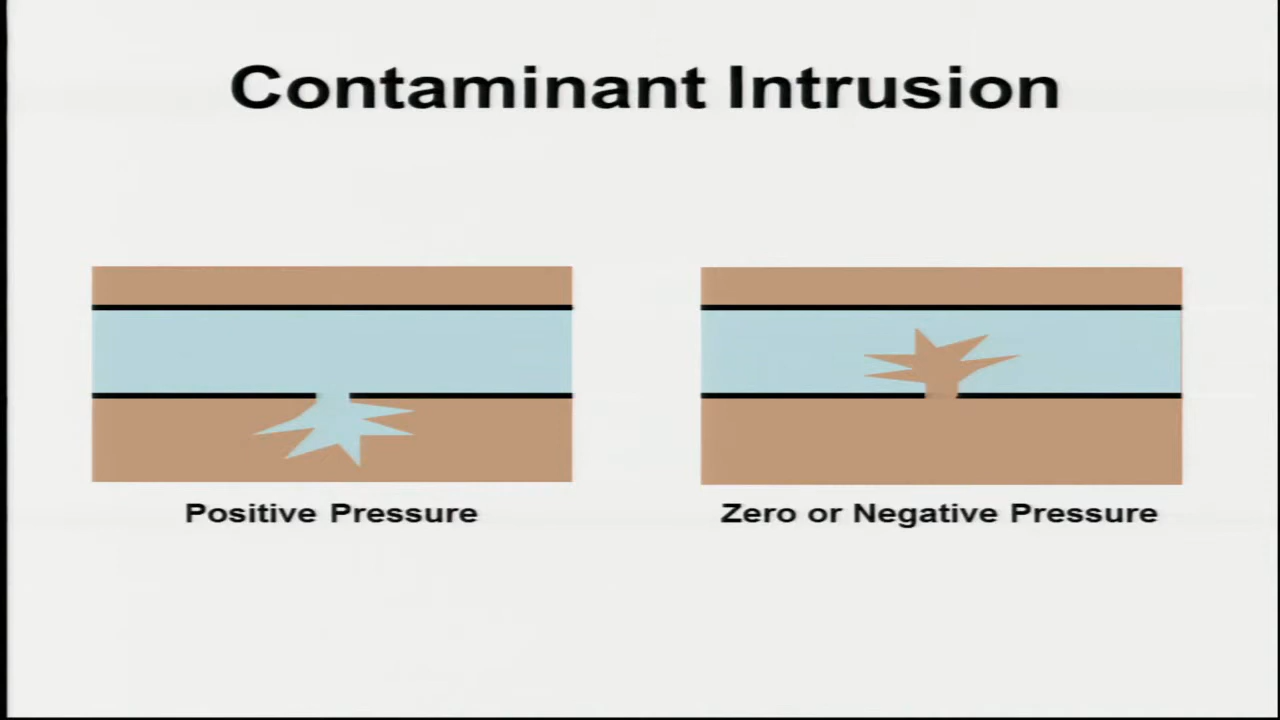 Contaminant Intrusion
Positive Pressure
Zero or Negative Pressure